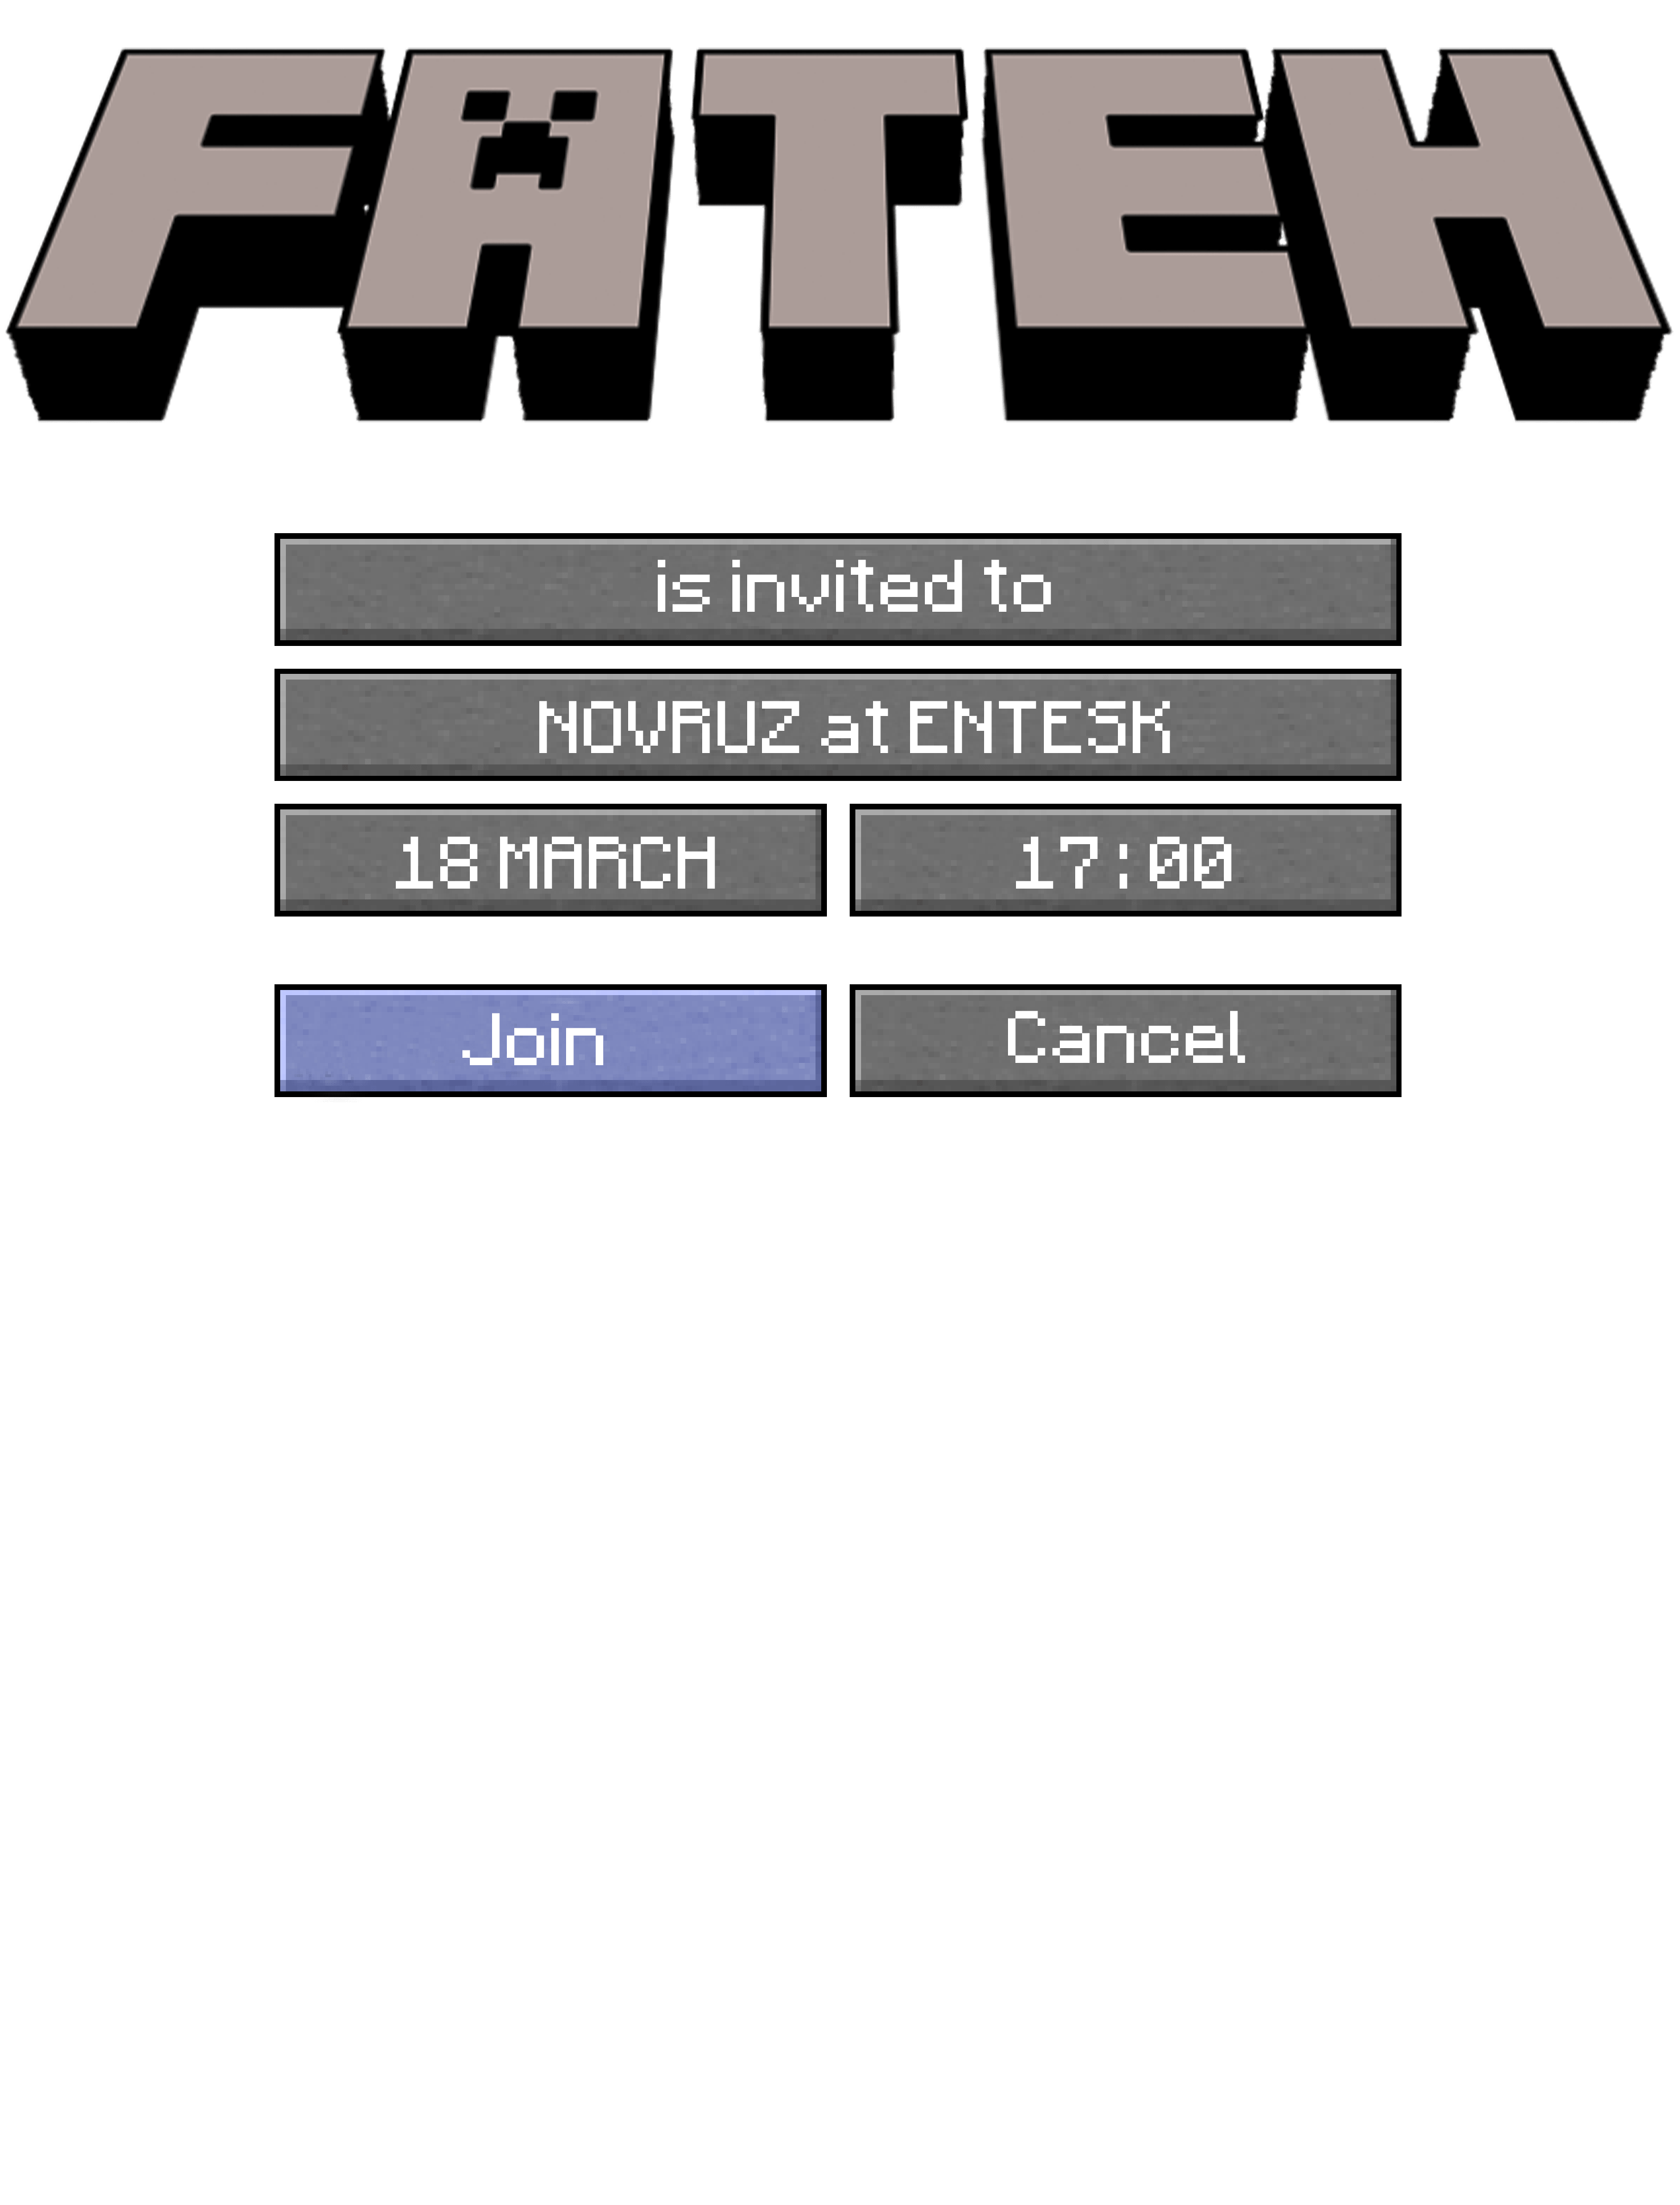 FATEH
is invited to
NOVRUZ at ENTESK
18 MARCH
17:00
Join
Cancel